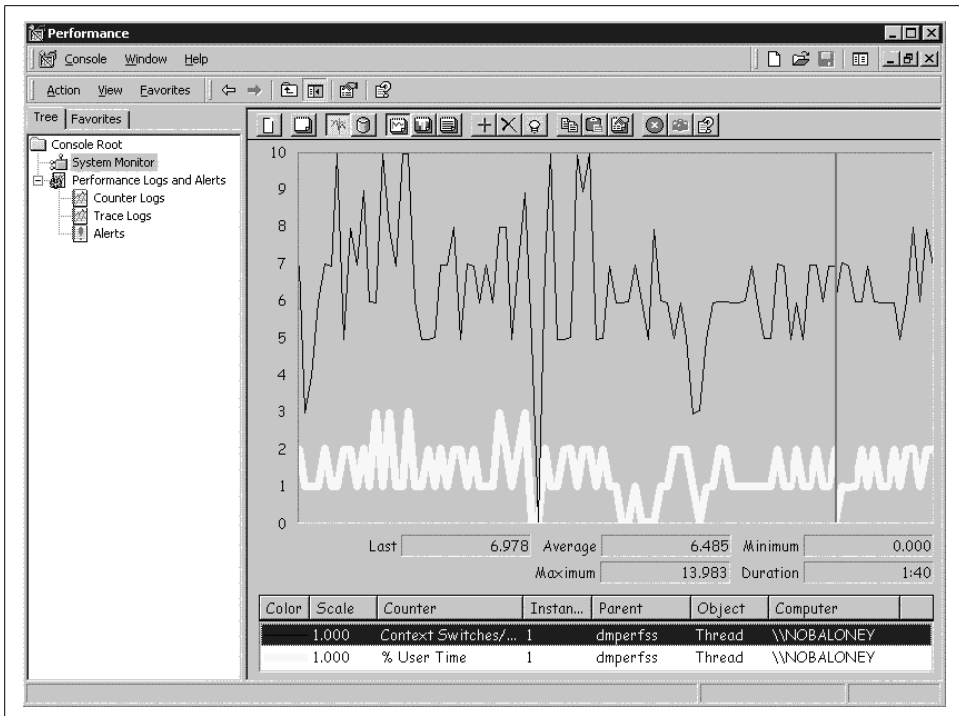 Performance
Console Window Help
Action View Favorites
Tree Favorites
Console Root
System Monitor
Performance Logs and Alerts
Counter Logs
Trace Logs
Alerts
10
9
8
7
6
5
4
3
2
1
0
Last 6.978 Average 6.485 Minimum 0.000
Maximum 13.983 Duration 1:40
Color Scale Counter Instan... Parent Object Computer
1.000 Context Switches/... 1 dmperfss Thread \\NOBALONEY
1.000 % User Time 1 dmperfss Thread \\NOBALONEY